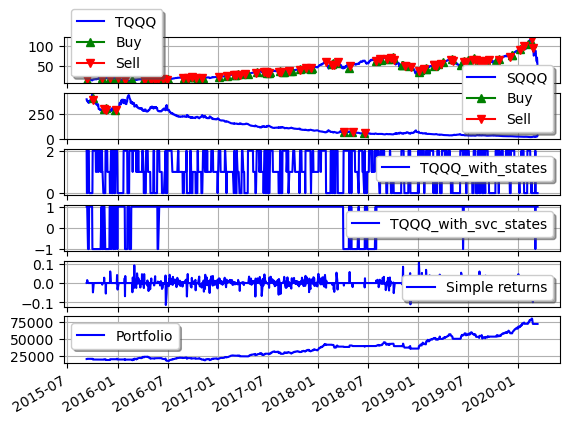 TQQQ
Buy
Sell
100
50
SQQQ
Buy
Sell
250
0
2
0
TQQQ_with_states
1
0
−1
TQQQ_with_svc_states
0.1
0.0
−0.1
Simple returns
75000
50000
25000
Portfolio
2015-07
2016-01
2016-07
2017-01
2017-07
2018-01
2018-07
2019-01
2019-07
2020-01